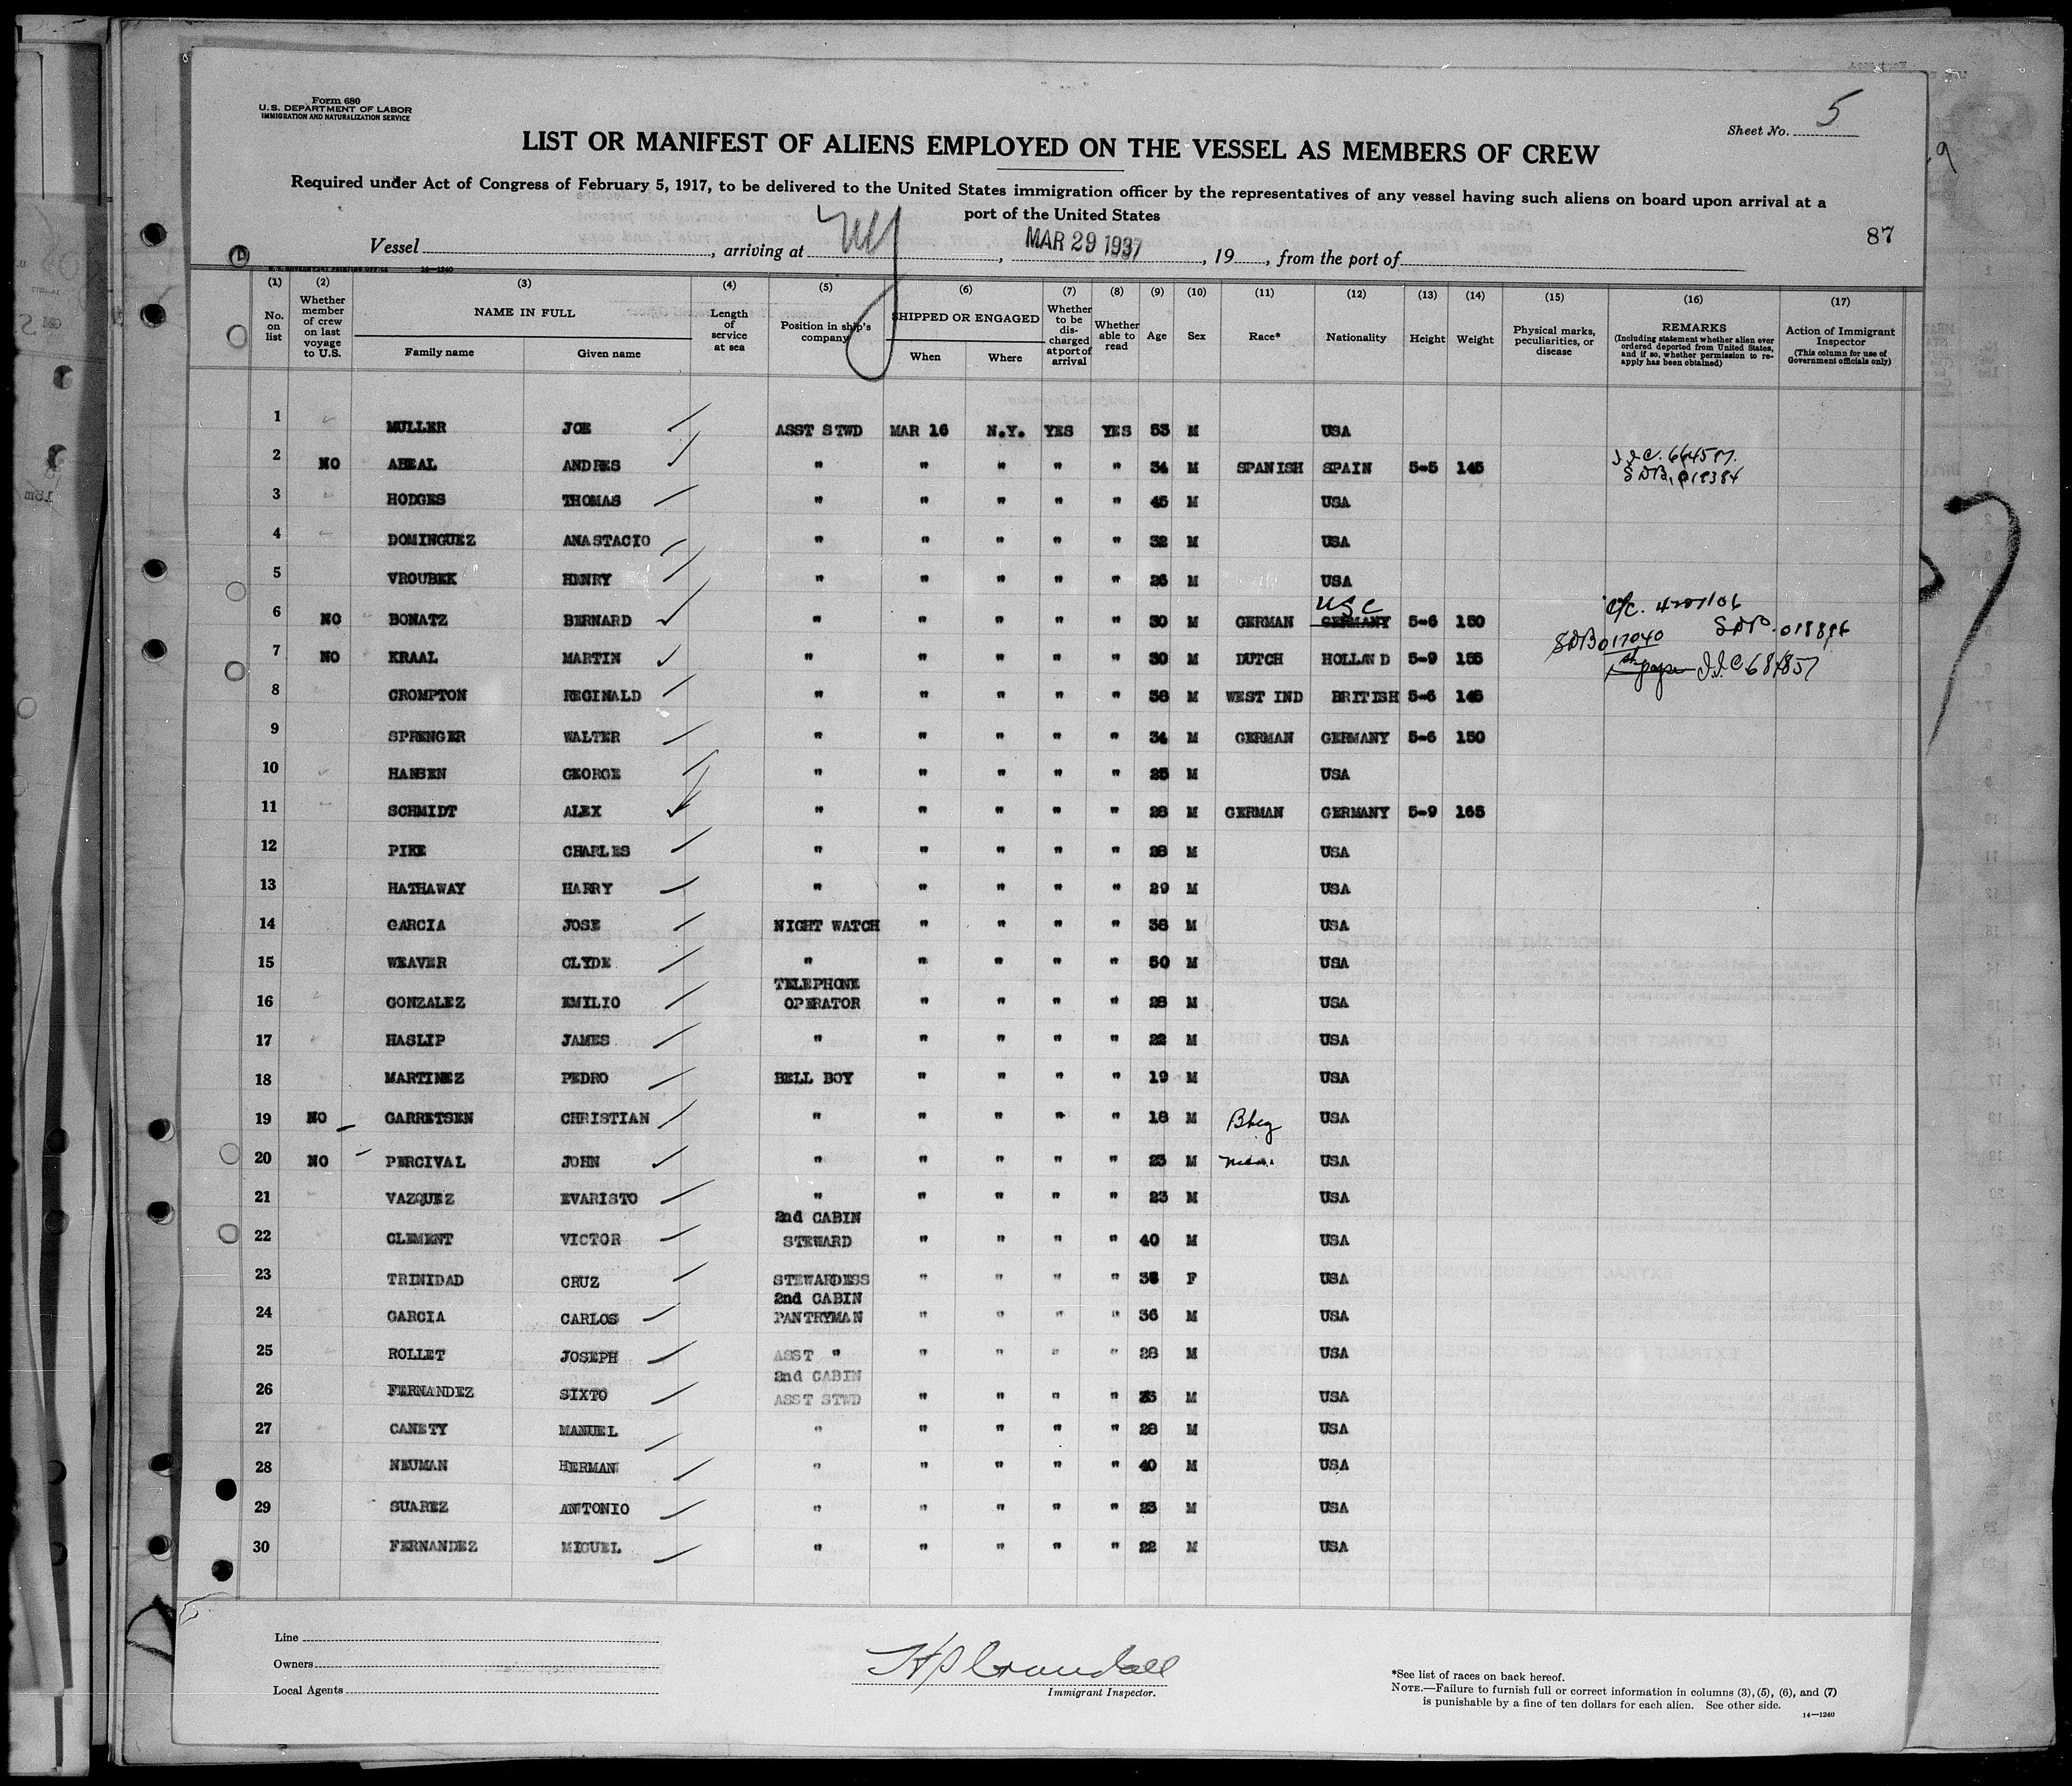 Form 680
U. S. DEPARTMENT OF LABOR
IMMIGRATION AND NATURALIZATION SERVICE
Sheet No. 5
LIST OR MANIFEST OF ALIENS EMPLOYED ON THE VESSEL AS MEMBERS OF CREW
Required under Act of Congress of February 5, 1917, to be delivered to the United States immigration officer by the representatives of any vessel having such aliens on board upon arrival at a
port of the United States
87
Vessel , arriving at NY , MAR 29 1937 , 19 , from the port of
U. S. GOVERNMENT PRINTING OFFICE 14—1240
(1) (2) (3) (4) (5) (6) (7) (8) (9) (10) (11) (12) (13) (14) (15) (16) (17)
No. on list
Whether member of crew on last voyage to U.S.
NAME IN FULL
Family name
Given name
Length of service at sea
Position in ship's company
SHIPPED OR ENGAGED
When
Where
Whether to be discharged at port of arrival
Whether able to read
Age
Sex
Race*
Nationality
Height
Weight
Physical marks, peculiarities, or disease
REMARKS
(Including statement whether alien ever ordered deported from United States, and if so, whether permission to reapply has been obtained)
Action of Immigrant Inspector
(This column for use of Government officials only)
1 MULLER JOE ASST STWD MAR 16 N.Y. YES YES 53 M USA
2 NO ABEAL ANDRES " " " " " 34 M SPANISH SPAIN 5-5 145
3 HODGES THOMAS " " " " " 45 M USA
4 DOMINGUEZ ANASTACIO " " " " " 32 M USA
5 VROUBEK HENRY " " " " " 26 M USA
6 NO BONATZ BERNARD " " " " " 30 M GERMAN USC GERMANY 5-6 150
7 NO KRAAL MARTIN " " " " " 30 M DUTCH HOLLAND 5-9 155 SDB 017040
8 CROMPTON REGINALD " " " " " 38 M WEST IND BRITISH 5-6 145
9 SPRENGER WALTER " " " " " 34 M GERMAN GERMANY 5-6 150
10 HANSEN GEORGE " " " " " 25 M USA
11 SCHMIDT ALEX " " " " " 28 M GERMAN GERMANY 5-9 165
12 PIKE CHARLES " " " " " 28 M USA
13 HATHAWAY HARRY " " " " " 29 M USA
14 GARCIA JOSE NIGHT WATCH " " " " 38 M USA
15 WEAVER CLYDE " " " " " 50 M USA
16 GONZALEZ EMILIO TELEPHONE OPERATOR " " " " 28 M USA
17 HASLIP JAMES " " " " " 22 M USA
18 MARTINEZ PEDRO BELL BOY " " " " 19 M USA
19 NO GARRETSEN CHRISTIAN " " " " " 18 M USA
20 NO PERCIVAL JOHN " " " " " 23 M USA
21 VAZQUEZ EVARISTO " " " " " 23 M USA
22 CLEMENT VICTOR 2nd CABIN STEWARD " " " " 40 M USA
23 TRINIDAD CRUZ STEWARDESS " " " " F USA
24 GARCIA CARLOS 2nd CABIN PANTRYMAN " " " " 36 M USA
25 ROLLET JOSEPH ASST " " " " " 28 M USA
26 FERNANDEZ SIXTO 2nd CABIN ASST STWD " " " " M USA
27 CANETY MANUEL " " " " " 28 M USA
28 NEUMAN HERMAN " " " " " 40 M USA
29 SUAREZ ANTONIO " " " " " 23 M USA
30 FERNANDEZ MIGUEL " " " " " 22 M USA
Line
Owners
Local Agents
Immigrant Inspector.
*See list of races on back hereof.
NOTE.—Failure to furnish full or correct information in columns (3), (5), (6), and (7)
is punishable by a fine of ten dollars for each alien. See other side.
14—1240